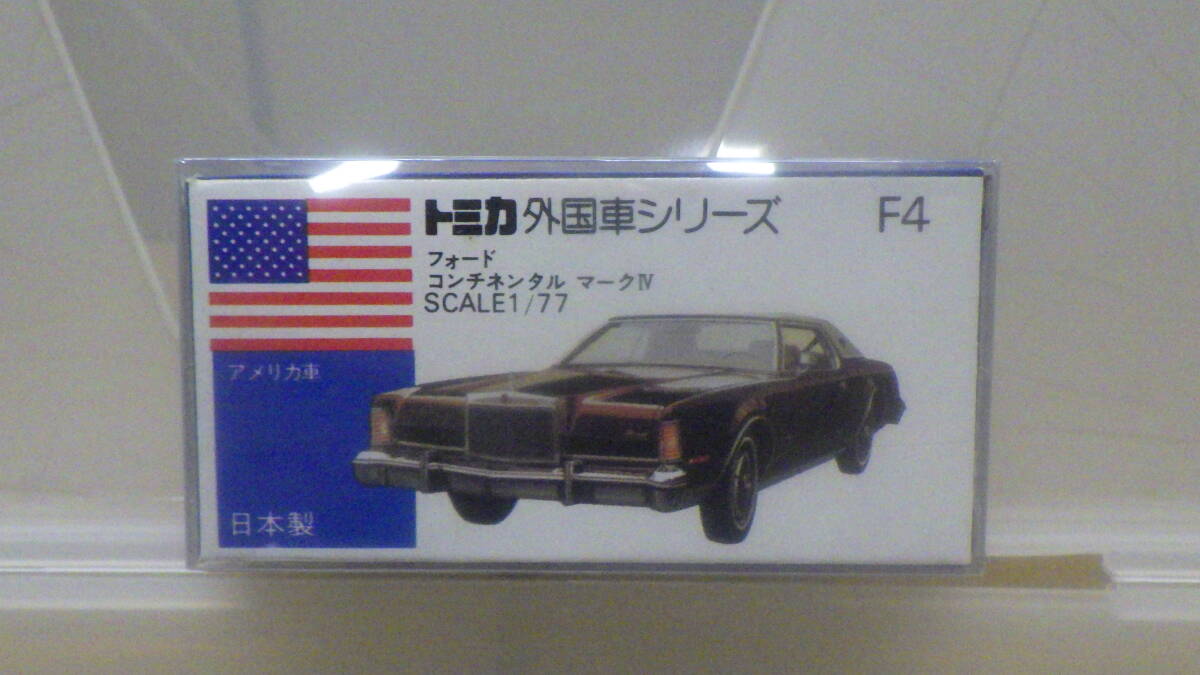 トミカ 外国車シリーズ F4
フォード
コンチネンタル マークⅣ
SCALE1/77
アメリカ車
日本製